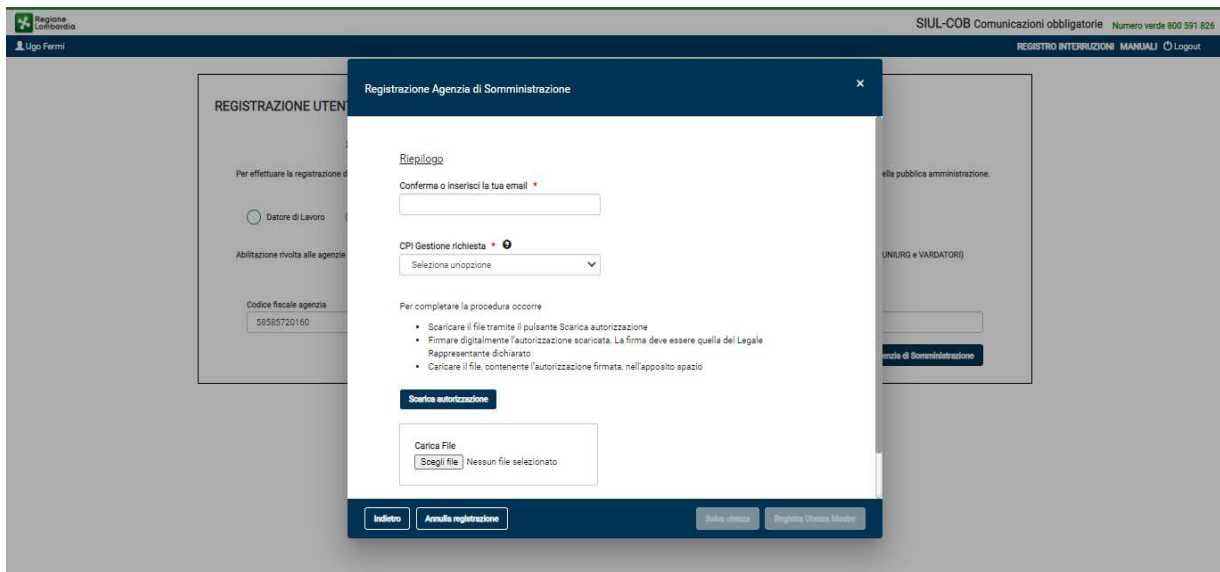 Regione
Lombardia
SIUL-COB Comunicazioni obbligatorie Numero verde 800 591 826
Ugo Fermi
REGISTRO INTERRUZIONI MANUALI Logout
Registrazione Agenzia di Somministrazione ×
REGISTRAZIONE UTEN
Riepilogo
Per effettuare la registrazione d
ella pubblica amministrazione.
Conferma o inserisci la tua email *
Datore di Lavoro
CPI Gestione richiesta * ?
Abilitazione rivolta alle agenzie
UNIURG e VARDATORI)
Seleziona un'opzione
Codice fiscale agenzia
58585720160
Per completare la procedura occorre
• Scaricare il file tramite il pulsante Scarica autorizzazione
• Firmare digitalmente l'autorizzazione scaricata. La firma deve essere quella del Legale
Rappresentante dichiarato
• Caricare il file, contenente l'autorizzazione firmata, nell'apposito spazio
enzia di Somministrazione
Scarica autorizzazione
Carica File
Scegli file Nessun file selezionato
Indietro Annulla registrazione Salva utenza Registra Utenza Master